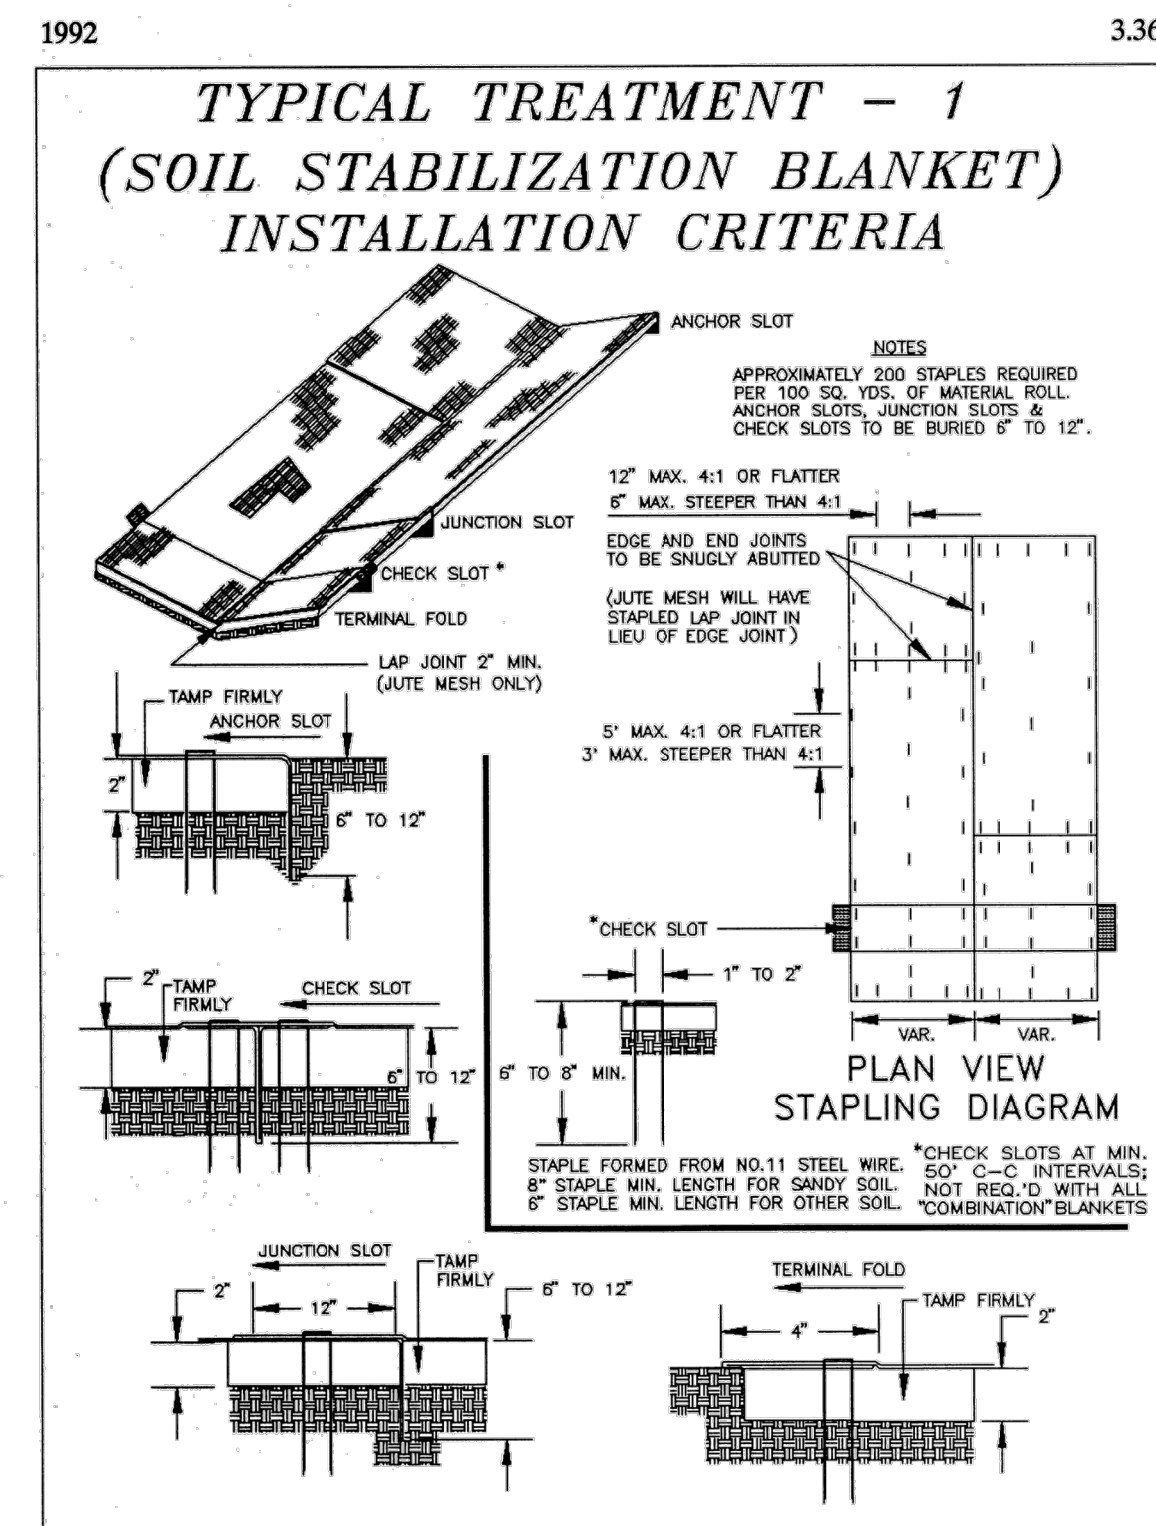 1992
3.36
TYPICAL TREATMENT - 1
(SOIL STABILIZATION BLANKET)
INSTALLATION CRITERIA
ANCHOR SLOT
NOTES
APPROXIMATELY 200 STAPLES REQUIRED
PER 100 SQ. YDS. OF MATERIAL ROLL.
ANCHOR SLOTS, JUNCTION SLOTS &
CHECK SLOTS TO BE BURIED 6" TO 12".
12" MAX. 4:1 OR FLATTER
6" MAX. STEEPER THAN 4:1
JUNCTION SLOT
EDGE AND END JOINTS
TO BE SNUGLY ABUTTED
CHECK SLOT *
(JUTE MESH WILL HAVE
STAPLED LAP JOINT IN
LIEU OF EDGE JOINT)
TERMINAL FOLD
LAP JOINT 2" MIN.
(JUTE MESH ONLY)
TAMP FIRMLY
ANCHOR SLOT
2"
6" TO 12"
5' MAX. 4:1 OR FLATTER
3' MAX. STEEPER THAN 4:1
*CHECK SLOT
1" TO 2"
2"
TAMP
FIRMLY
CHECK SLOT
6" TO 12"
6" TO 8" MIN.
VAR.
VAR.
PLAN VIEW
STAPLING DIAGRAM
STAPLE FORMED FROM NO.11 STEEL WIRE.
8" STAPLE MIN. LENGTH FOR SANDY SOIL.
6" STAPLE MIN. LENGTH FOR OTHER SOIL.
*CHECK SLOTS AT MIN.
50' C-C INTERVALS;
NOT REQ.'D WITH ALL
"COMBINATION" BLANKETS
JUNCTION SLOT
TAMP
FIRMLY
2"
12"
6" TO 12"
TERMINAL FOLD
TAMP FIRMLY
4"
2"